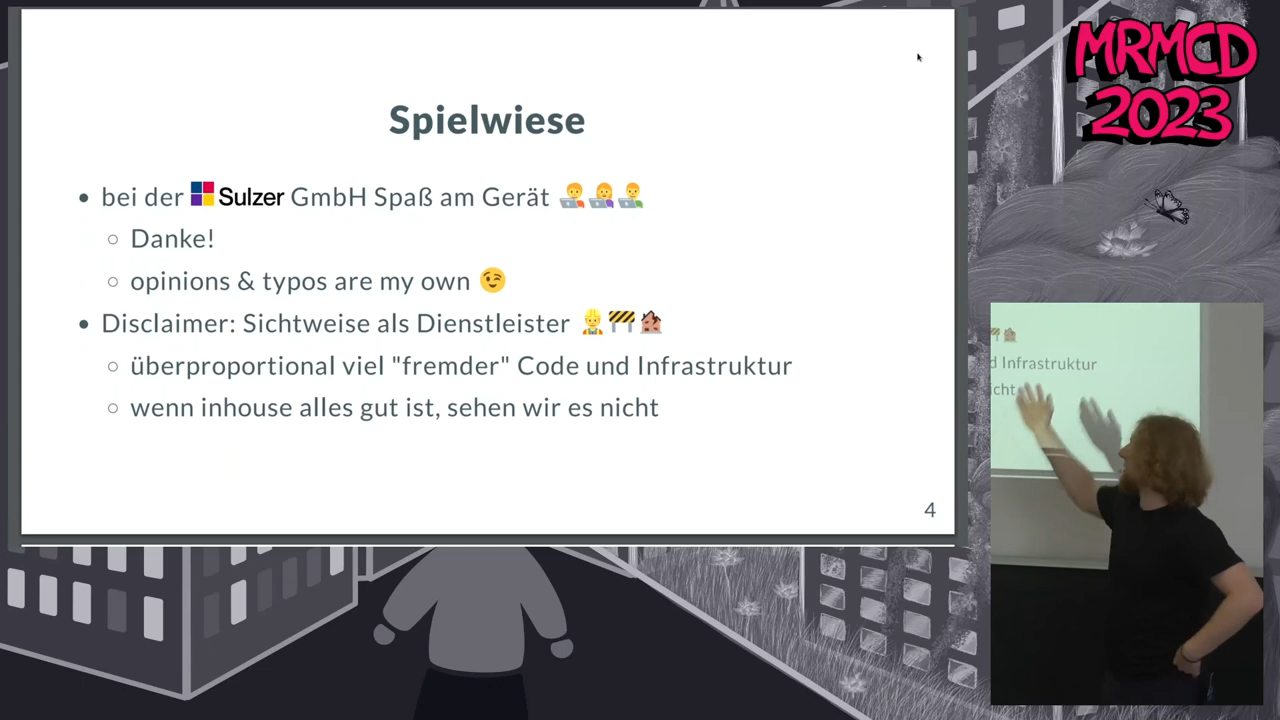 Spielwiese
bei der Sulzer GmbH Spaß am Gerät 
Danke!
opinions & typos are my own 😉
Disclaimer: Sichtweise als Dienstleister 👷🚧🏚
überproportional viel "fremder" Code und Infrastruktur
wenn inhouse alles gut ist, sehen wir es nicht
4
MRMCD
2023
d Infrastruktur
icht